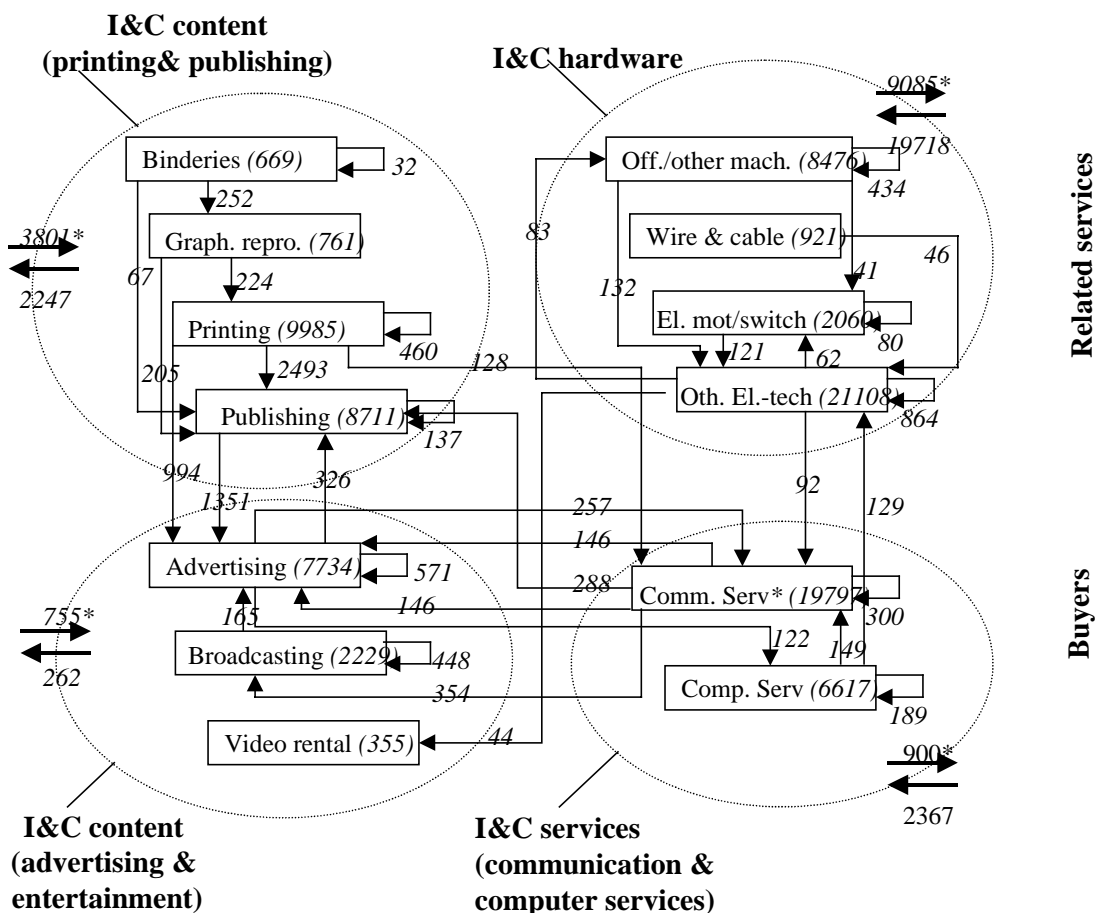 I&C content
(printing& publishing)
I&C hardware
9085*
19718
Binderies (669)
32
Off./other mach. (8476)
434
252
3801*
2247
Graph. repro. (761)
67
224
83
Wire & cable (921)
46
132
41
Printing (9985)
460
El. mot/switch (2060)
80
205
2493
128
121
62
Publishing (8711)
137
Oth. El.-tech (21108)
864
994
1351
326
92
129
257
146
Advertising (7734)
571
288
Comm. Serv* (19797
300
755*
262
165
146
122
149
Broadcasting (2229)
448
354
Comp. Serv (6617)
189
Video rental (355)
44
900*
2367
I&C content
(advertising &
entertainment)
I&C services
(communication &
computer services)
Related services
Buyers